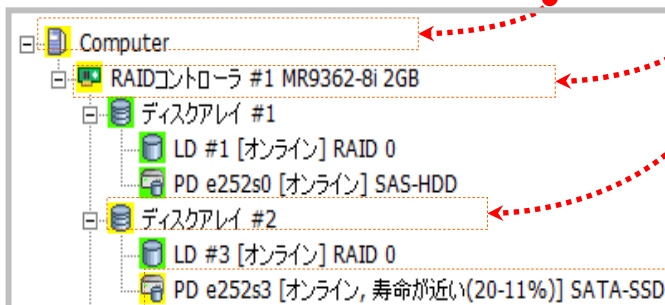 Computer
RAIDコントローラ #1 MR9362-8i 2GB
ディスクアレイ #1
LD #1 [オンライン] RAID 0
PD e252s0 [オンライン] SAS-HDD
ディスクアレイ #2
LD #3 [オンライン] RAID 0
PD e252s3 [オンライン, 寿命が近い(20-11%)] SATA-SSD